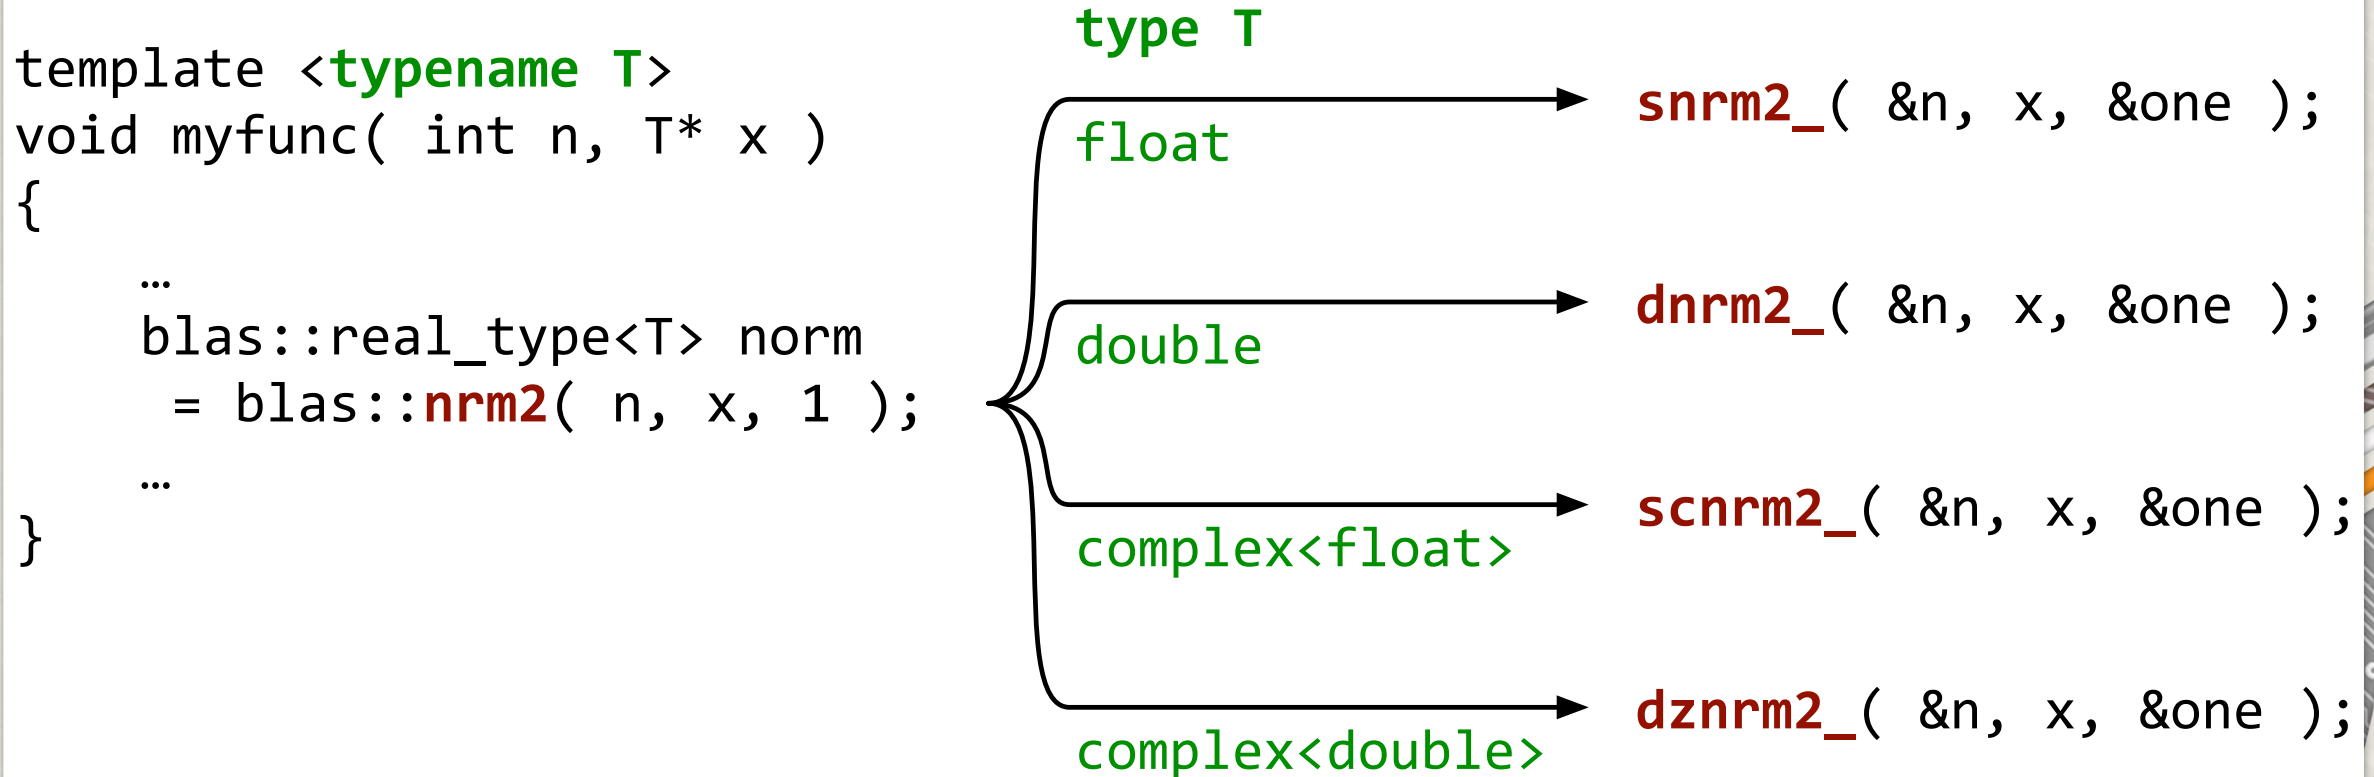 template <typename T>
void myfunc( int n, T* x )
{
…
blas::real_type<T> norm
= blas::nrm2( n, x, 1 );
…
}
type T
float
snrm2_( &n, x, &one );
double
dnrm2_( &n, x, &one );
complex<float>
scnrm2_( &n, x, &one );
complex<double>
dznrm2_( &n, x, &one );